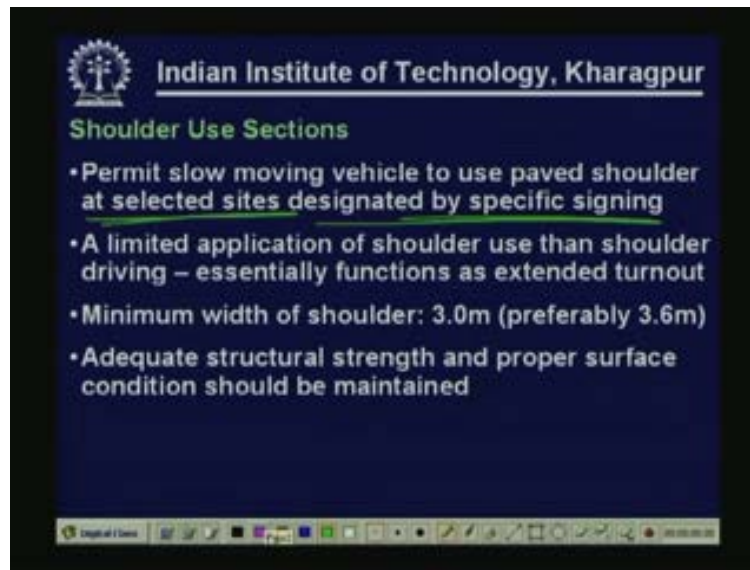 Indian Institute of Technology, Kharagpur
Shoulder Use Sections
•Permit slow moving vehicle to use paved shoulder
at selected sites designated by specific signing
•A limited application of shoulder use than shoulder
driving – essentially functions as extended turnout
•Minimum width of shoulder: 3.0m (preferably 3.6m)
•Adequate structural strength and proper surface
condition should be maintained